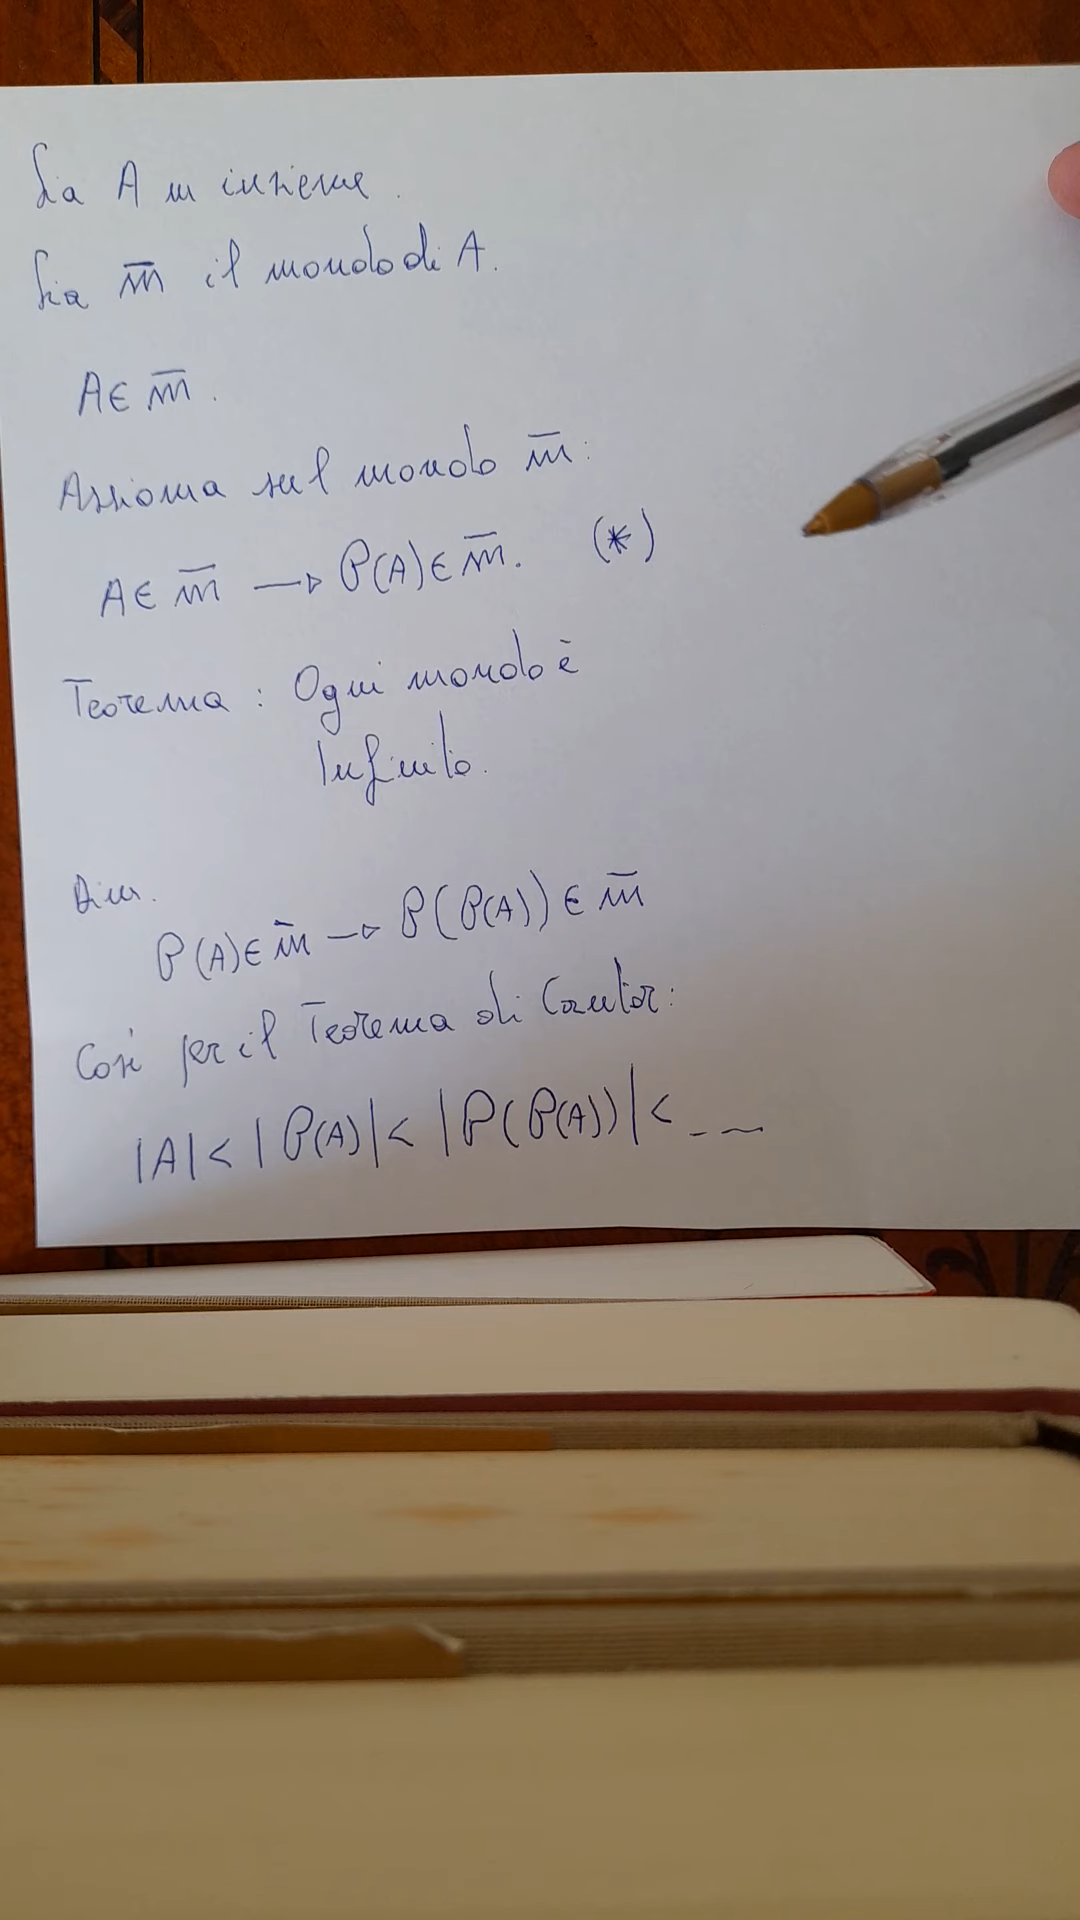 Sia A un insieme.
Sia m̅ il mondo di A.
A ∈ m̅.
Assioma sul mondo m̅:
A ∈ m̅ → P(A) ∈ m̅. (*)
Teorema: Ogni mondo è
Infinito.
Dim.
P(A) ∈ m̅ → P(P(A)) ∈ m̅
Così per il Teorema di Cantor:
|A| < |P(A)| < |P(P(A))| < ...